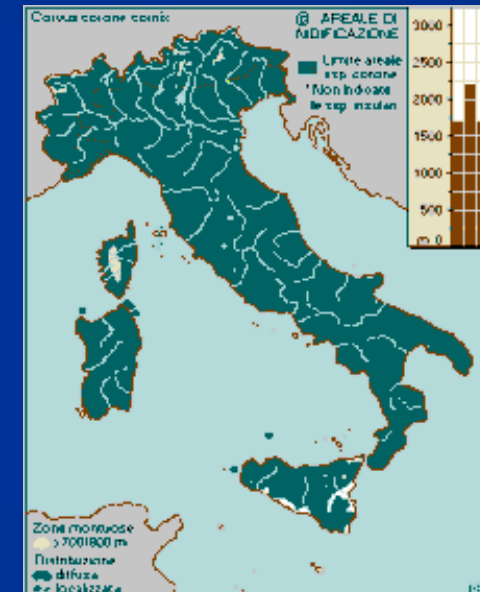 Corvus corone cornix
@ AREALE DI
NIDIFICAZIONE
Limite areale
ssp. corone
* Non indicate
le ssp. insulari
3000
2500
2000
1500
1000
500
m 0
Zone montuose
>700/800 m
Distribuzione
diffusa
localizzata